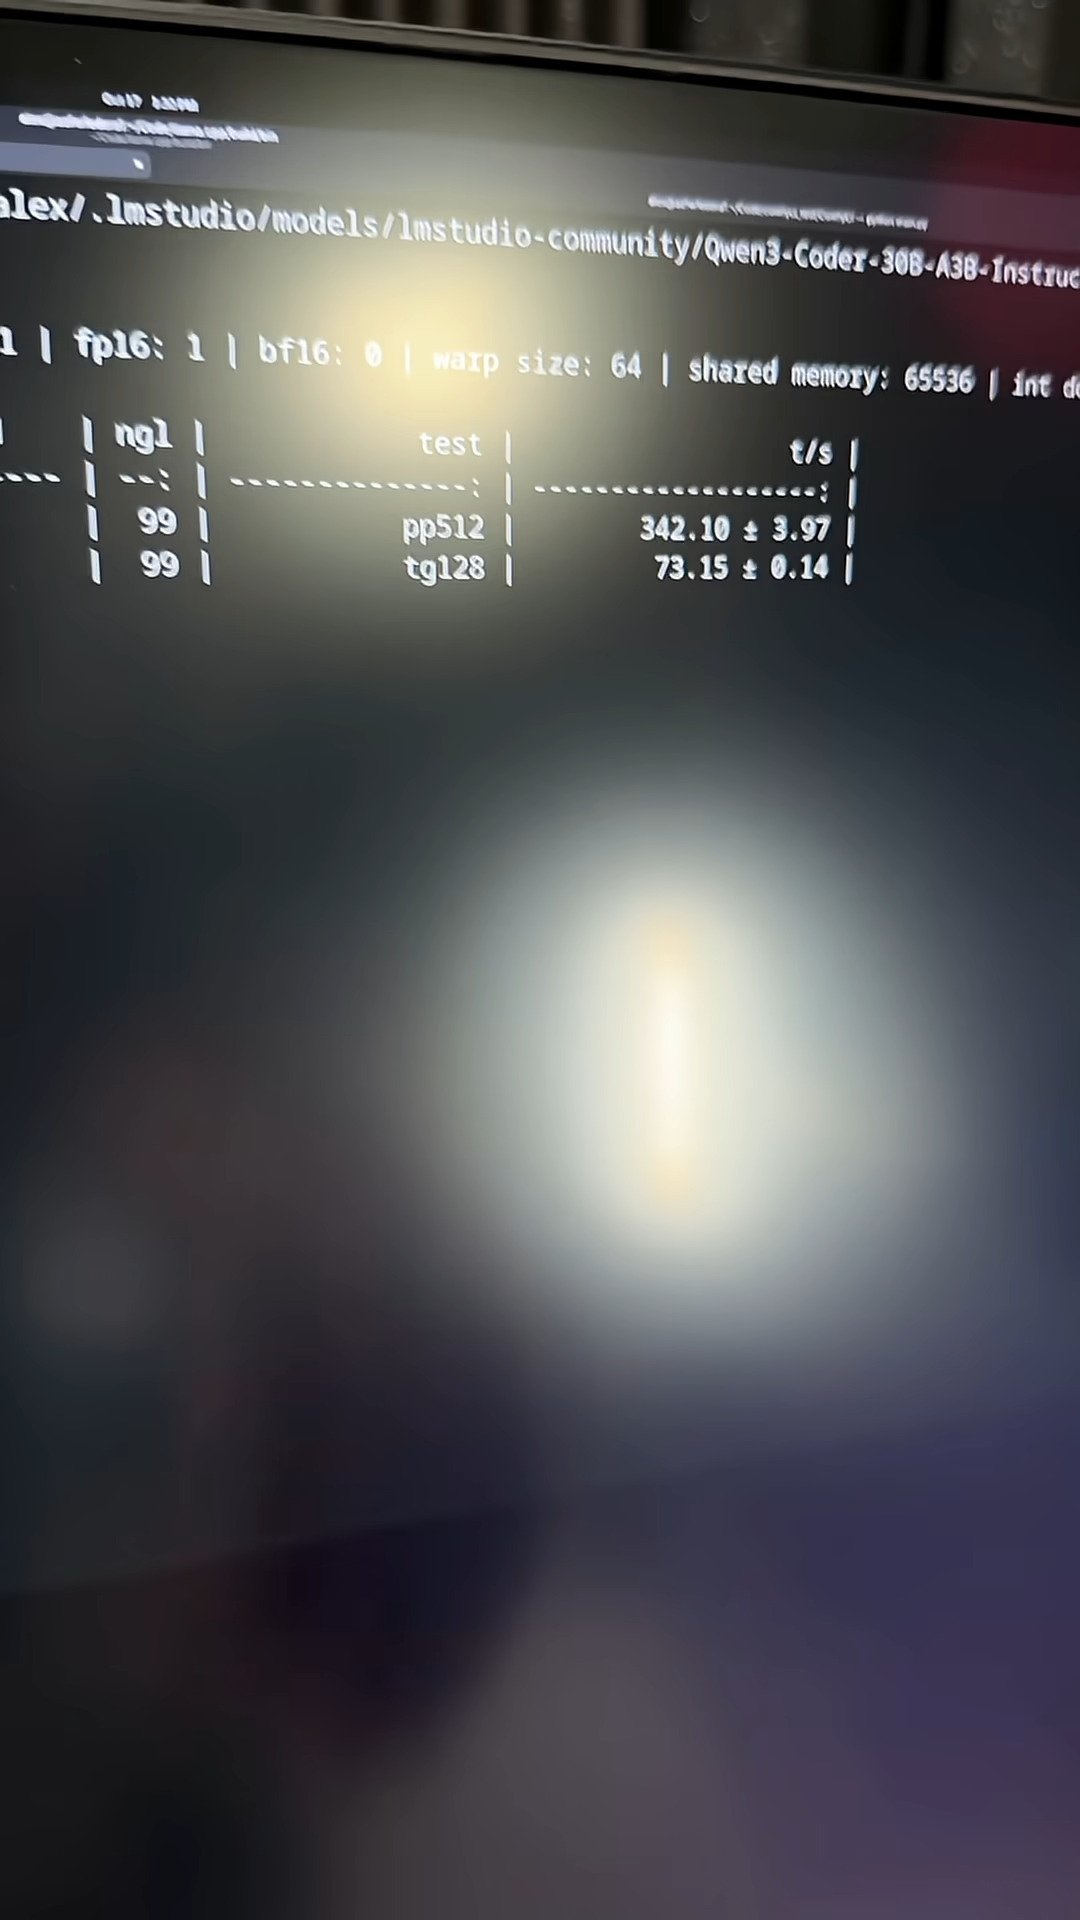 alex/.lmstudio/models/lmstudio-community/Qwen3-Coder-30B-A3B-Instruc
1 | fp16: 1 | bf16: 0 | warp size: 64 | shared memory: 65536 | int do
| ngl | test | t/s |
---- | --: | --------------: | ------------------: |
| 99 | pp512 | 342.10 ± 3.97 |
| 99 | tg128 | 73.15 ± 0.14 |